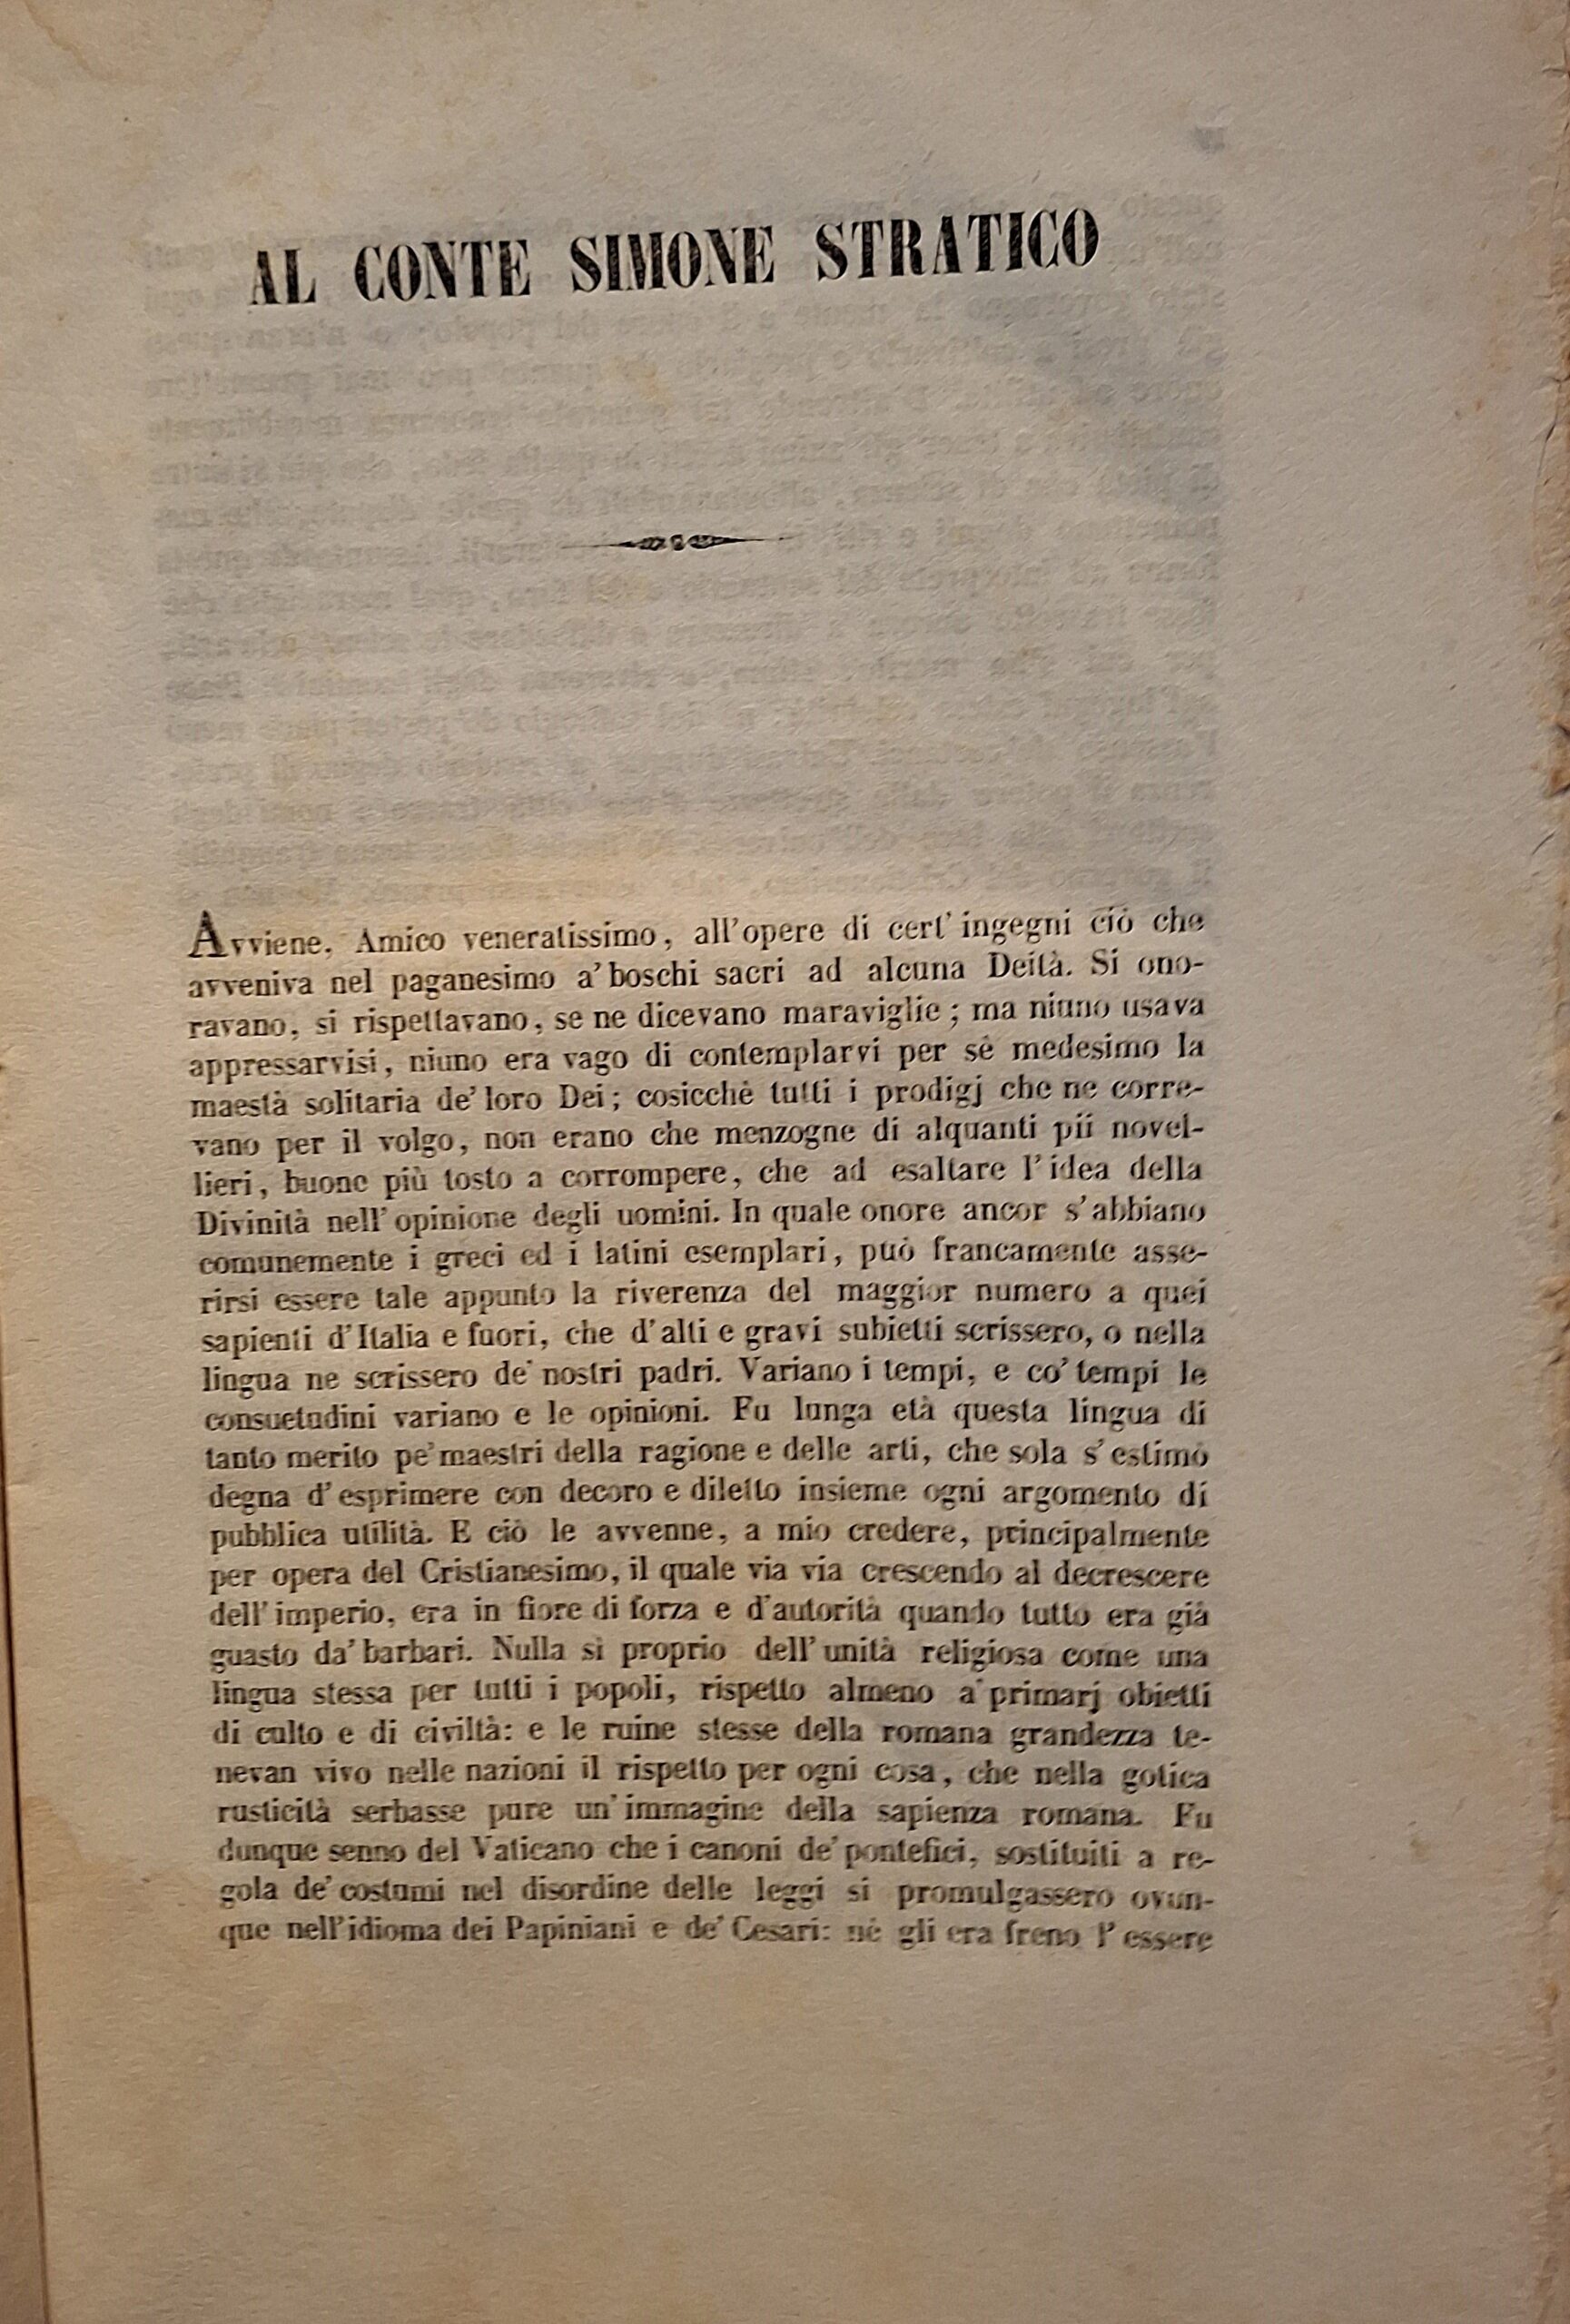 AL CONTE SIMONE STRATICO
Avviene, Amico veneratissimo, all'opere di cert'ingegni ciò che
avveniva nel paganesimo a'boschi sacri ad alcuna Deità. Si ono-
ravano, si rispettavano, se ne dicevano maraviglie; ma niuno usava
appressarvisi, niuno era vago di contemplarvi per sè medesimo la
maestà solitaria de'loro Dei; cosicchè tutti i prodigj che ne corre-
vano per il volgo, non erano che menzogne di alquanti pii novel-
lieri, buone più tosto a corrompere, che ad esaltare l'idea della
Divinità nell'opinione degli uomini. In quale onore ancor s'abbiano
comunemente i greci ed i latini esemplari, può francamente asse-
rirsi essere tale appunto la riverenza del maggior numero a quei
sapienti d'Italia e fuori, che d'alti e gravi subietti scrissero, o nella
lingua ne scrissero de'nostri padri. Variano i tempi, e co'tempi le
consuetudini variano e le opinioni. Fu lunga età questa lingua di
tanto merito pe'maestri della ragione e delle arti, che sola s'estimò
degna d'esprimere con decoro e diletto insieme ogni argomento di
pubblica utilità. E ciò le avvenne, a mio credere, principalmente
per opera del Cristianesimo, il quale via via crescendo al decrescere
dell'imperio, era in fiore di forza e d'autorità quando tutto era già
guasto da'barbari. Nulla sì proprio dell'unità religiosa come una
lingua stessa per tutti i popoli, rispetto almeno a'primarj obietti
di culto e di civiltà: e le ruine stesse della romana grandezza te-
nevan vivo nelle nazioni il rispetto per ogni cosa, che nella gotica
rusticità serbasse pure un'immagine della sapienza romana. Fu
dunque senno del Vaticano che i canoni de'pontefici, sostituiti a re-
gola de'costumi nel disordine delle leggi si promulgassero ovun-
que nell'idioma dei Papiniani e de'Cesari: nè gli era freno l'essere